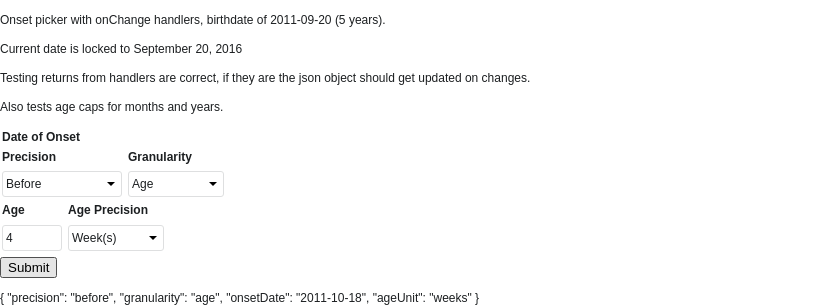 Onset picker with onChange handlers, birthdate of 2011-09-20 (5 years).
Current date is locked to September 20, 2016
Testing returns from handlers are correct, if they are the json object should get updated on changes.
Also tests age caps for months and years.
Date of Onset
Precision Granularity
Before Age
Age Age Precision
4 Week(s)
Submit
{ "precision": "before", "granularity": "age", "onsetDate": "2011-10-18", "ageUnit": "weeks" }